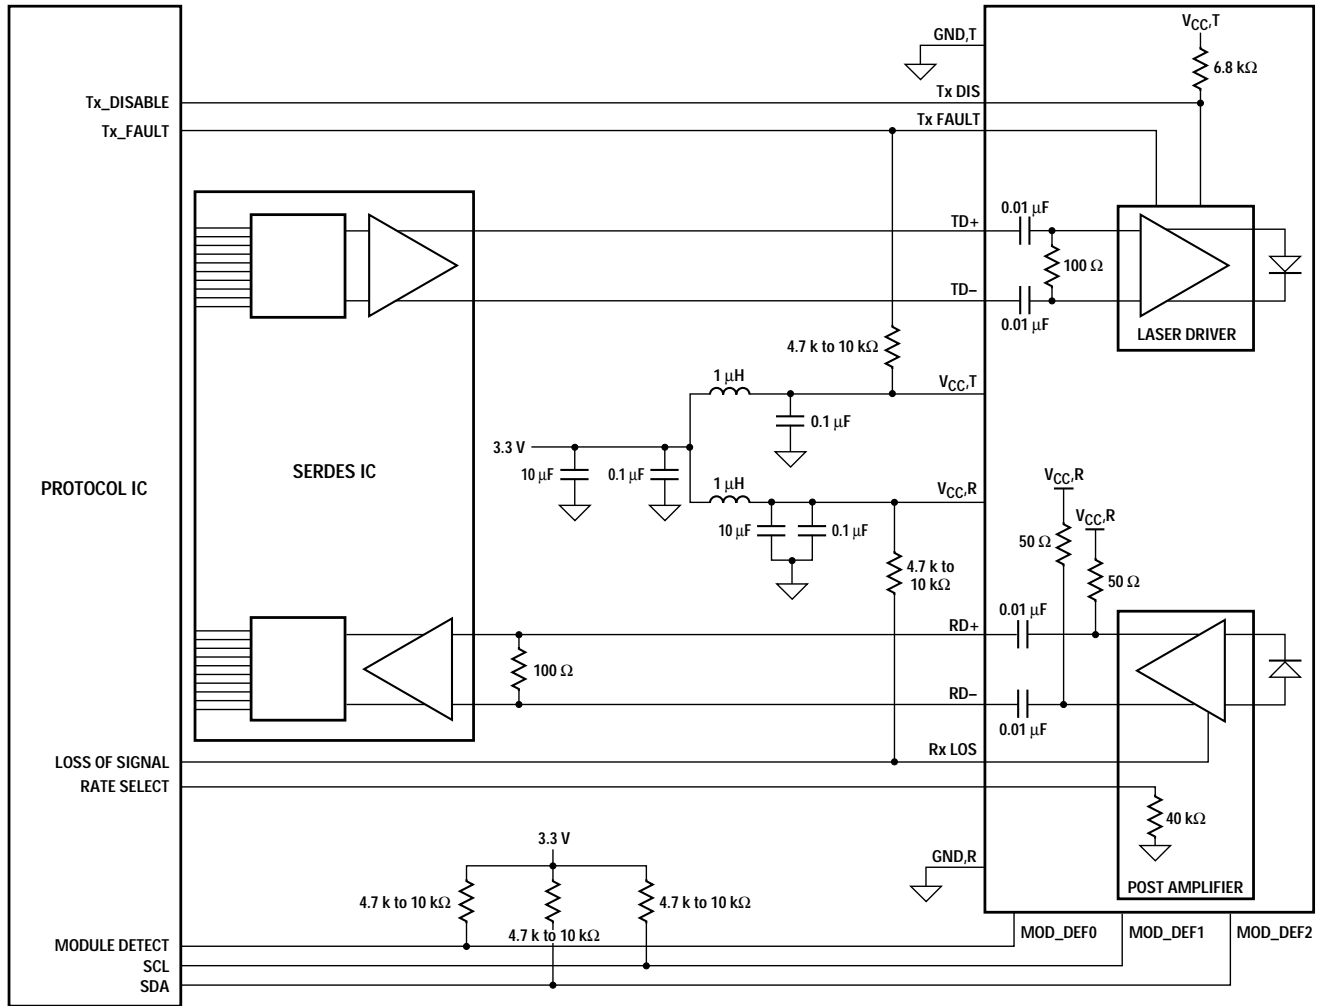 V_CC,T
GND,T
6.8 kΩ
Tx_DISABLE
Tx DIS
Tx_FAULT
Tx FAULT
0.01 µF
TD+
100 Ω
TD–
0.01 µF
LASER DRIVER
4.7 k to 10 kΩ
1 µH
V_CC,T
0.1 µF
3.3 V
10 µF
0.1 µF
SERDES IC
PROTOCOL IC
1 µH
V_CC,R
10 µF
0.1 µF
V_CC,R
V_CC,R
50 Ω
50 Ω
4.7 k to
10 kΩ
0.01 µF
RD+
100 Ω
RD–
0.01 µF
LOSS OF SIGNAL
Rx LOS
RATE SELECT
40 kΩ
3.3 V
GND,R
POST AMPLIFIER
4.7 k to 10 kΩ
4.7 k to 10 kΩ
4.7 k to 10 kΩ
MOD_DEF0
MOD_DEF1
MOD_DEF2
MODULE DETECT
SCL
SDA